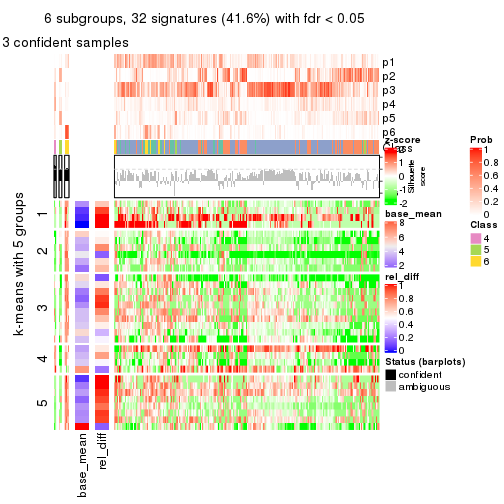 6 subgroups, 32 signatures (41.6%) with fdr < 0.05
3 confident samples
p1
p2
p3
p4
p5
p6
Class
Silhouette
score
k-means with 5 groups
1
2
3
4
5
base_mean
rel_diff
z-score
2
1
0
-1
-2
base_mean
8
6
4
2
rel_diff
1
0.8
0.6
0.4
0.2
0
Status (barplots)
confident
ambiguous
Prob
1
0.8
0.6
0.4
0.2
0
Class
4
5
6